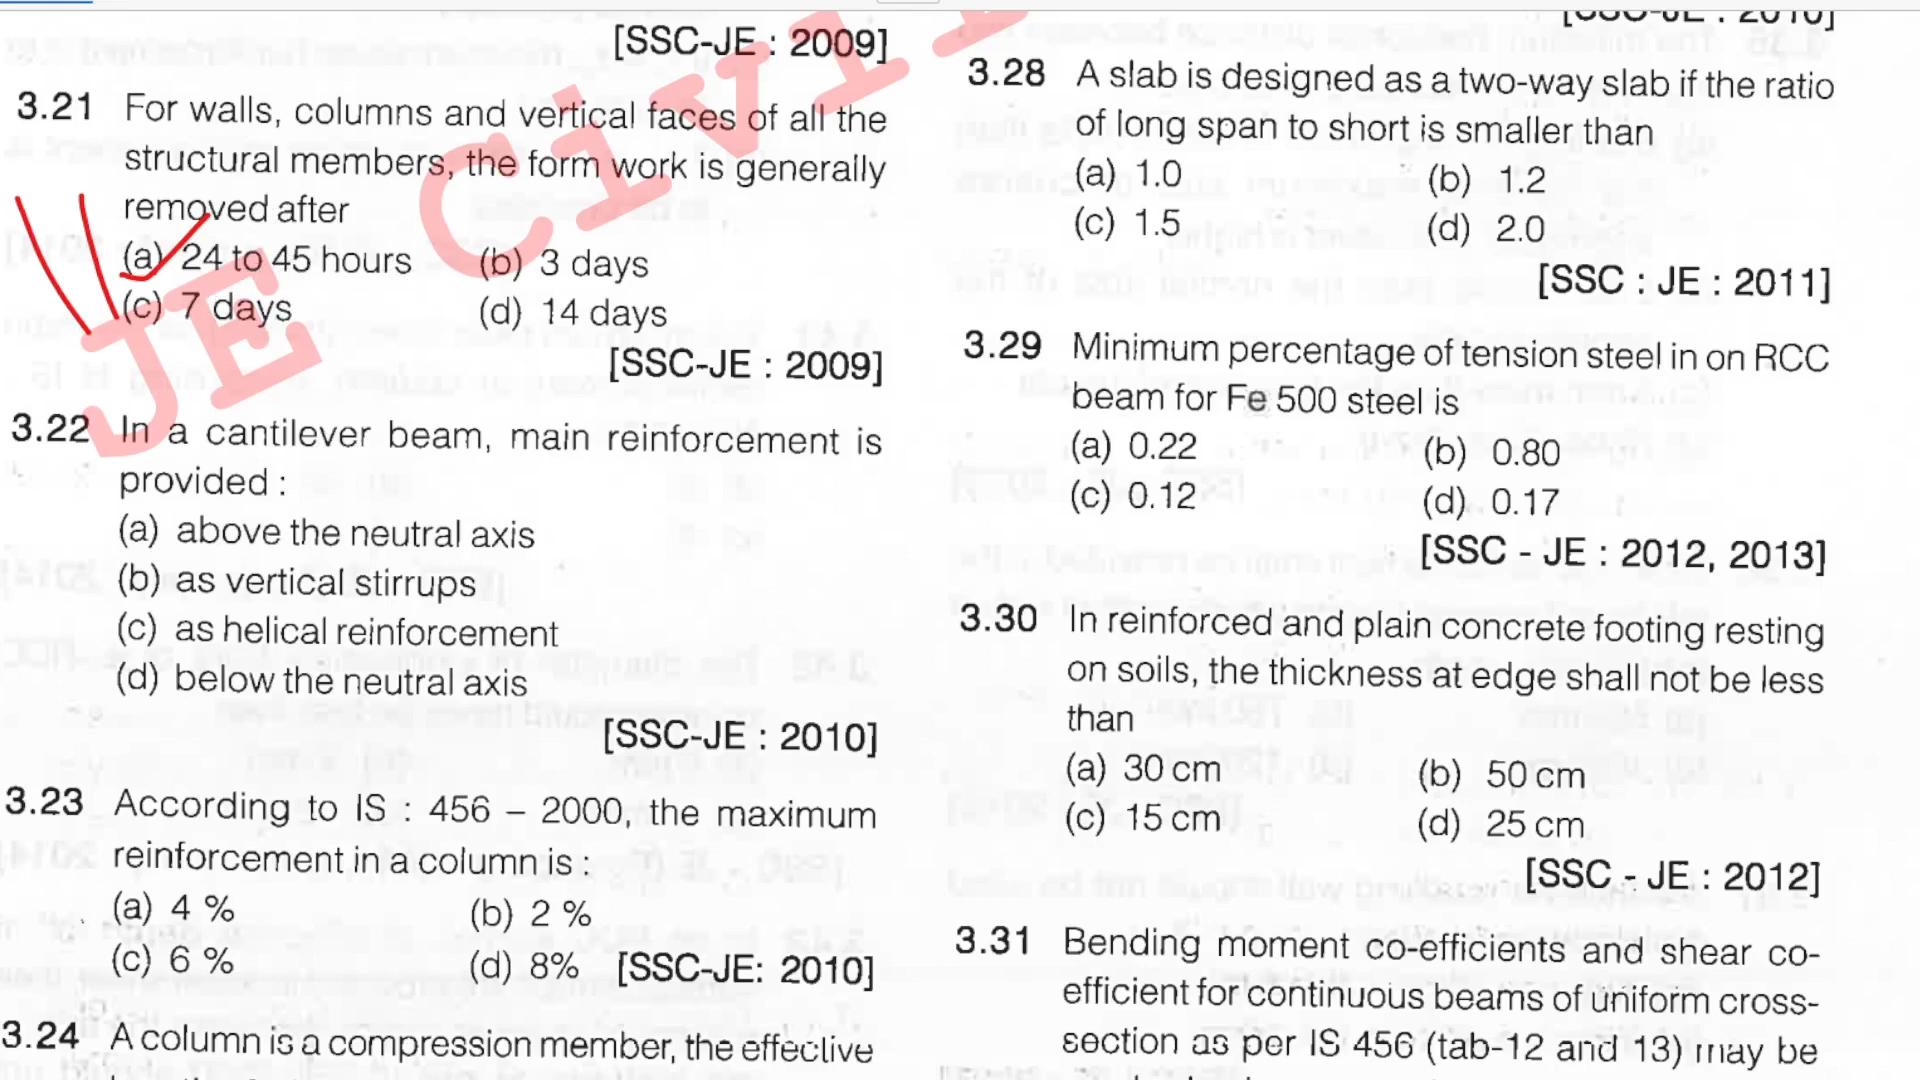 [SSC-JE : 2009]
3.21 For walls, columns and vertical faces of all the
structural members, the form work is generally
removed after
(a) 24 to 45 hours (b) 3 days
(c) 7 days (d) 14 days
[SSC-JE : 2009]
3.22 In a cantilever beam, main reinforcement is
provided :
(a) above the neutral axis
(b) as vertical stirrups
(c) as helical reinforcement
(d) below the neutral axis
[SSC-JE : 2010]
3.23 According to IS : 456 – 2000, the maximum
reinforcement in a column is :
(a) 4 % (b) 2 %
(c) 6 % (d) 8% [SSC-JE: 2010]
3.24 A column is a compression member, the effective
JE Civil
[SSC-JE : 2010]
3.28 A slab is designed as a two-way slab if the ratio
of long span to short is smaller than
(a) 1.0 (b) 1.2
(c) 1.5 (d) 2.0
[SSC : JE : 2011]
3.29 Minimum percentage of tension steel in on RCC
beam for Fe 500 steel is
(a) 0.22 (b) 0.80
(c) 0.12 (d) 0.17
[SSC - JE : 2012, 2013]
3.30 In reinforced and plain concrete footing resting
on soils, the thickness at edge shall not be less
than
(a) 30 cm (b) 50 cm
(c) 15 cm (d) 25 cm
[SSC - JE : 2012]
3.31 Bending moment co-efficients and shear co-
efficient for continuous beams of uniform cross-
section as per IS 456 (tab-12 and 13) may be